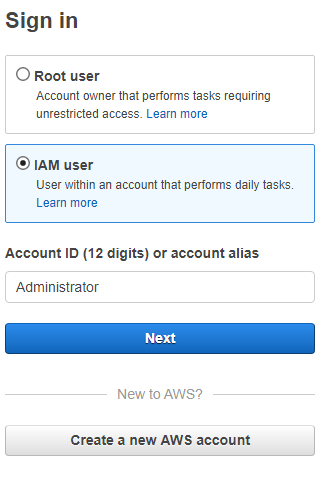 Sign in
Root user
Account owner that performs tasks requiring
unrestricted access. Learn more
IAM user
User within an account that performs daily tasks.
Learn more
Account ID (12 digits) or account alias
Administrator
Next
New to AWS?
Create a new AWS account